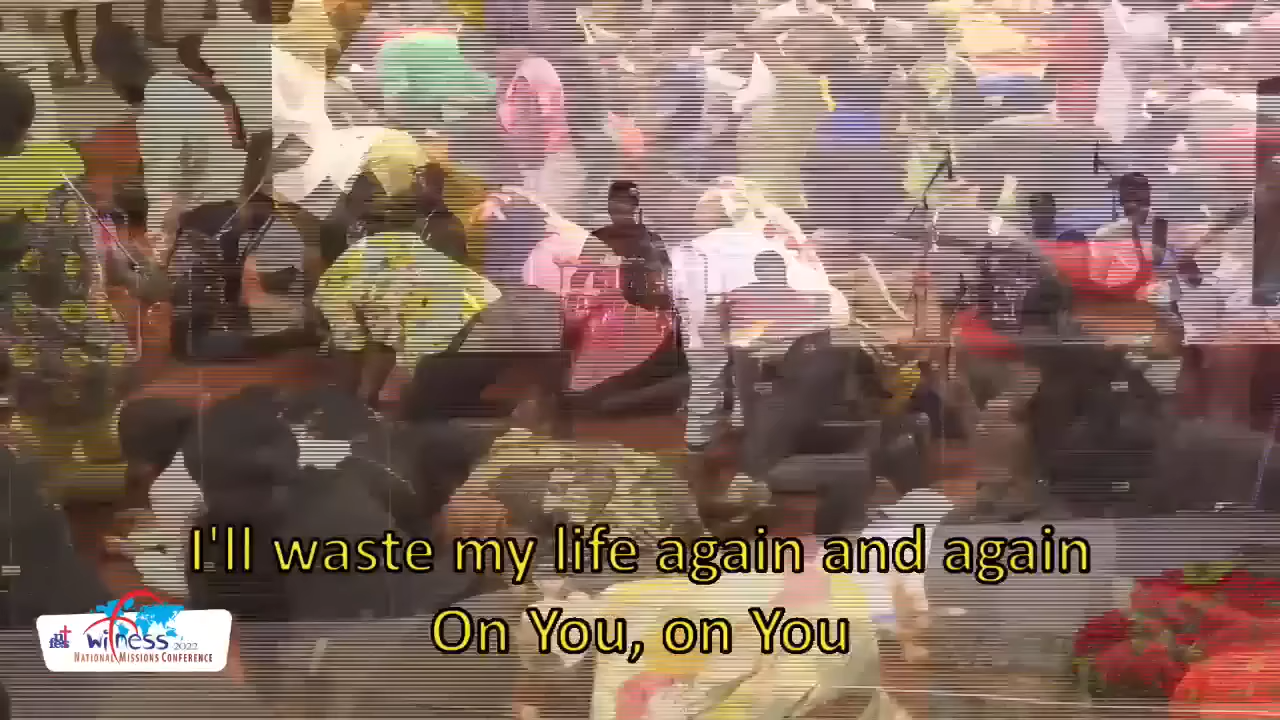 I'll waste my life again and again
On You, on You
witness 2022
NATIONAL MISSIONS CONFERENCE